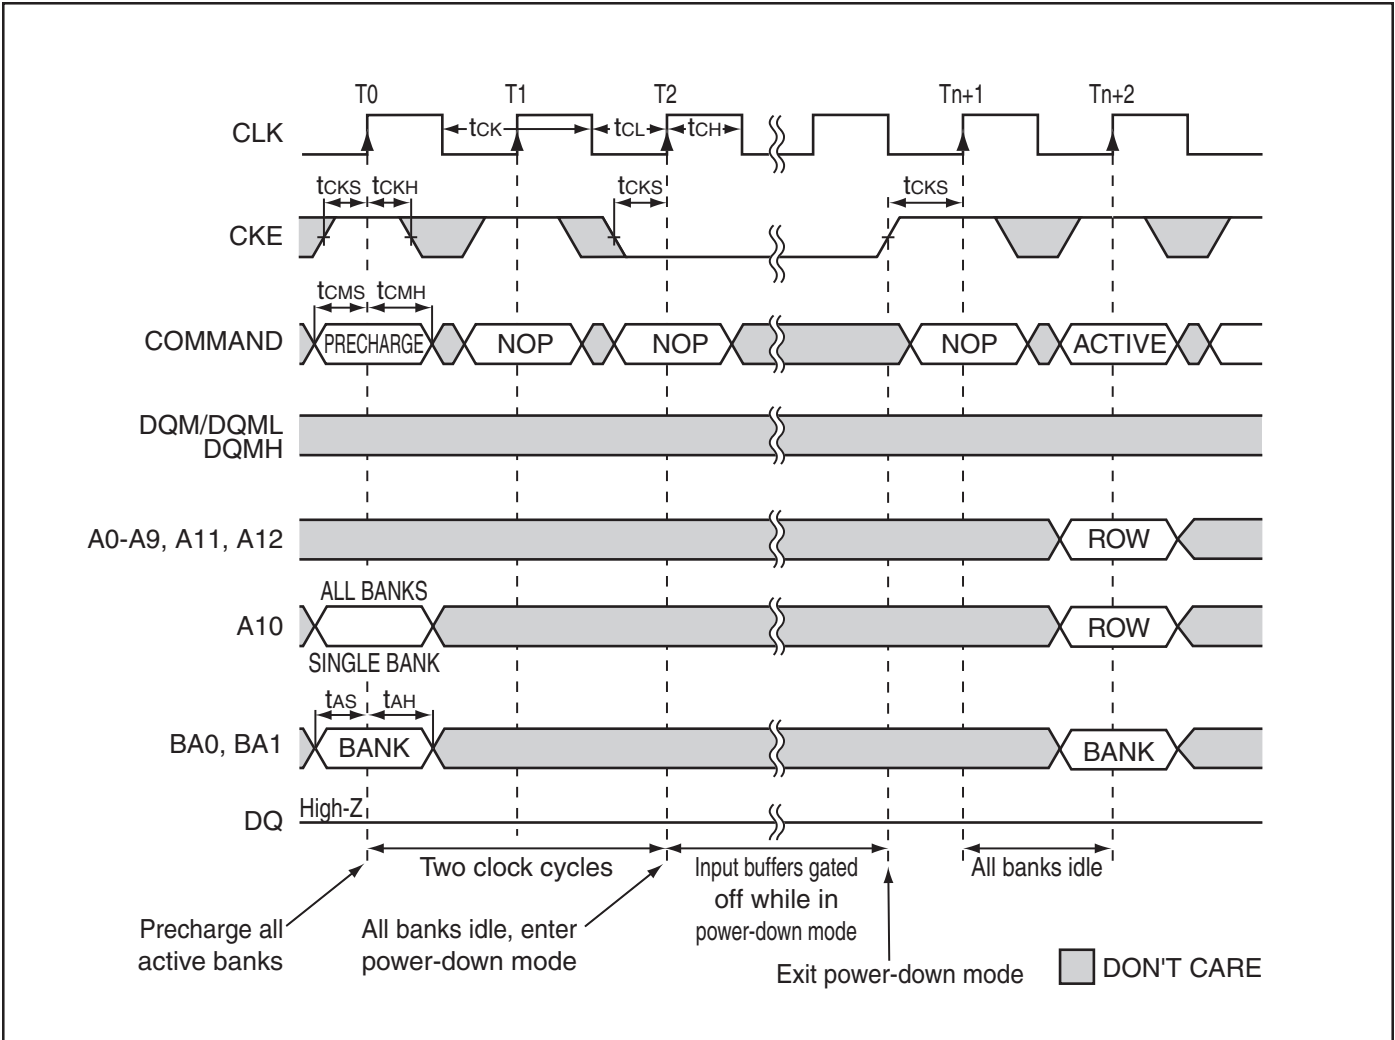 T0 T1 T2 Tn+1 Tn+2
CLK tCK tCL tCH
tCKS tCKH tCKS tCKS
CKE
tCMS tCMH
COMMAND PRECHARGE NOP NOP NOP ACTIVE
DQM/DQML
DQMH
A0-A9, A11, A12 ROW
ALL BANKS
A10 ROW
SINGLE BANK
tAS tAH
BA0, BA1 BANK BANK
High-Z
DQ
Two clock cycles
Input buffers gated
off while in
power-down mode
All banks idle
Precharge all
active banks
All banks idle, enter
power-down mode
Exit power-down mode
DON'T CARE